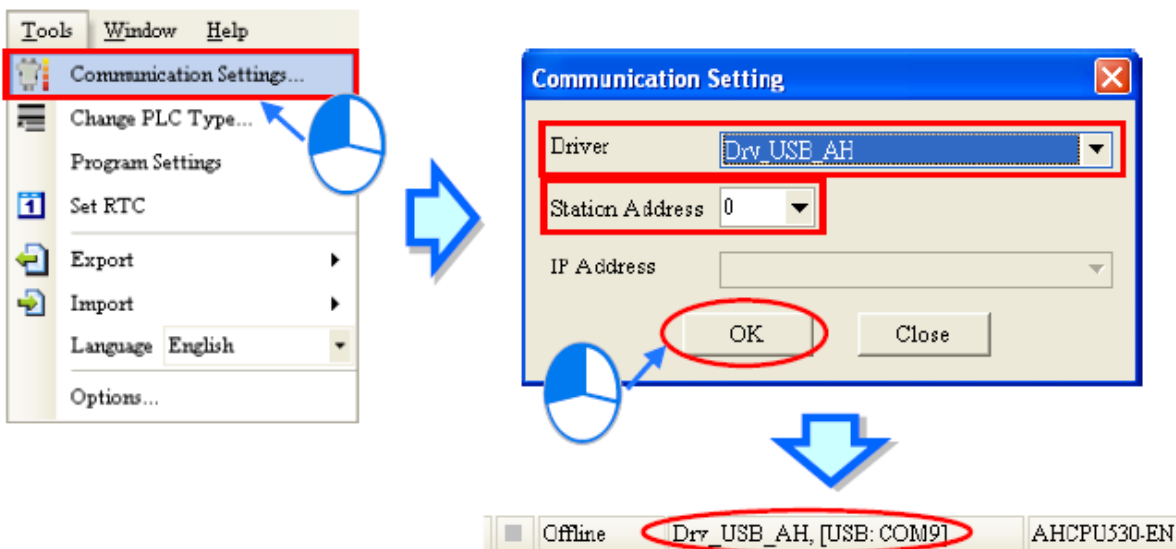 Tools Window Help
Communication Settings...
Change PLC Type...
Program Settings
1 Set RTC
Export
Import
Language English
Options...
Communication Setting
Driver Drv_USB_AH
Station Address 0
IP Address
OK Close
Offline Drv_USB_AH, [USB: COM9] AHCPU530-EN